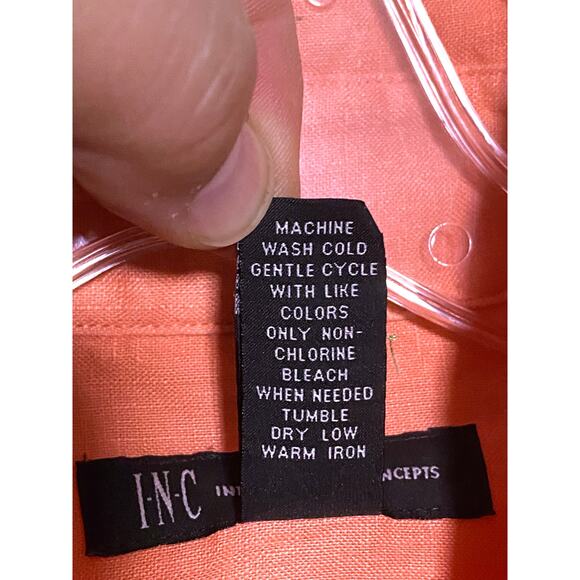 MACHINE
WASH COLD
GENTLE CYCLE
WITH LIKE
COLORS
ONLY NON-
CHLORINE
BLEACH
WHEN NEEDED
TUMBLE
DRY LOW
WARM IRON
I·N·C INT NCEPTS